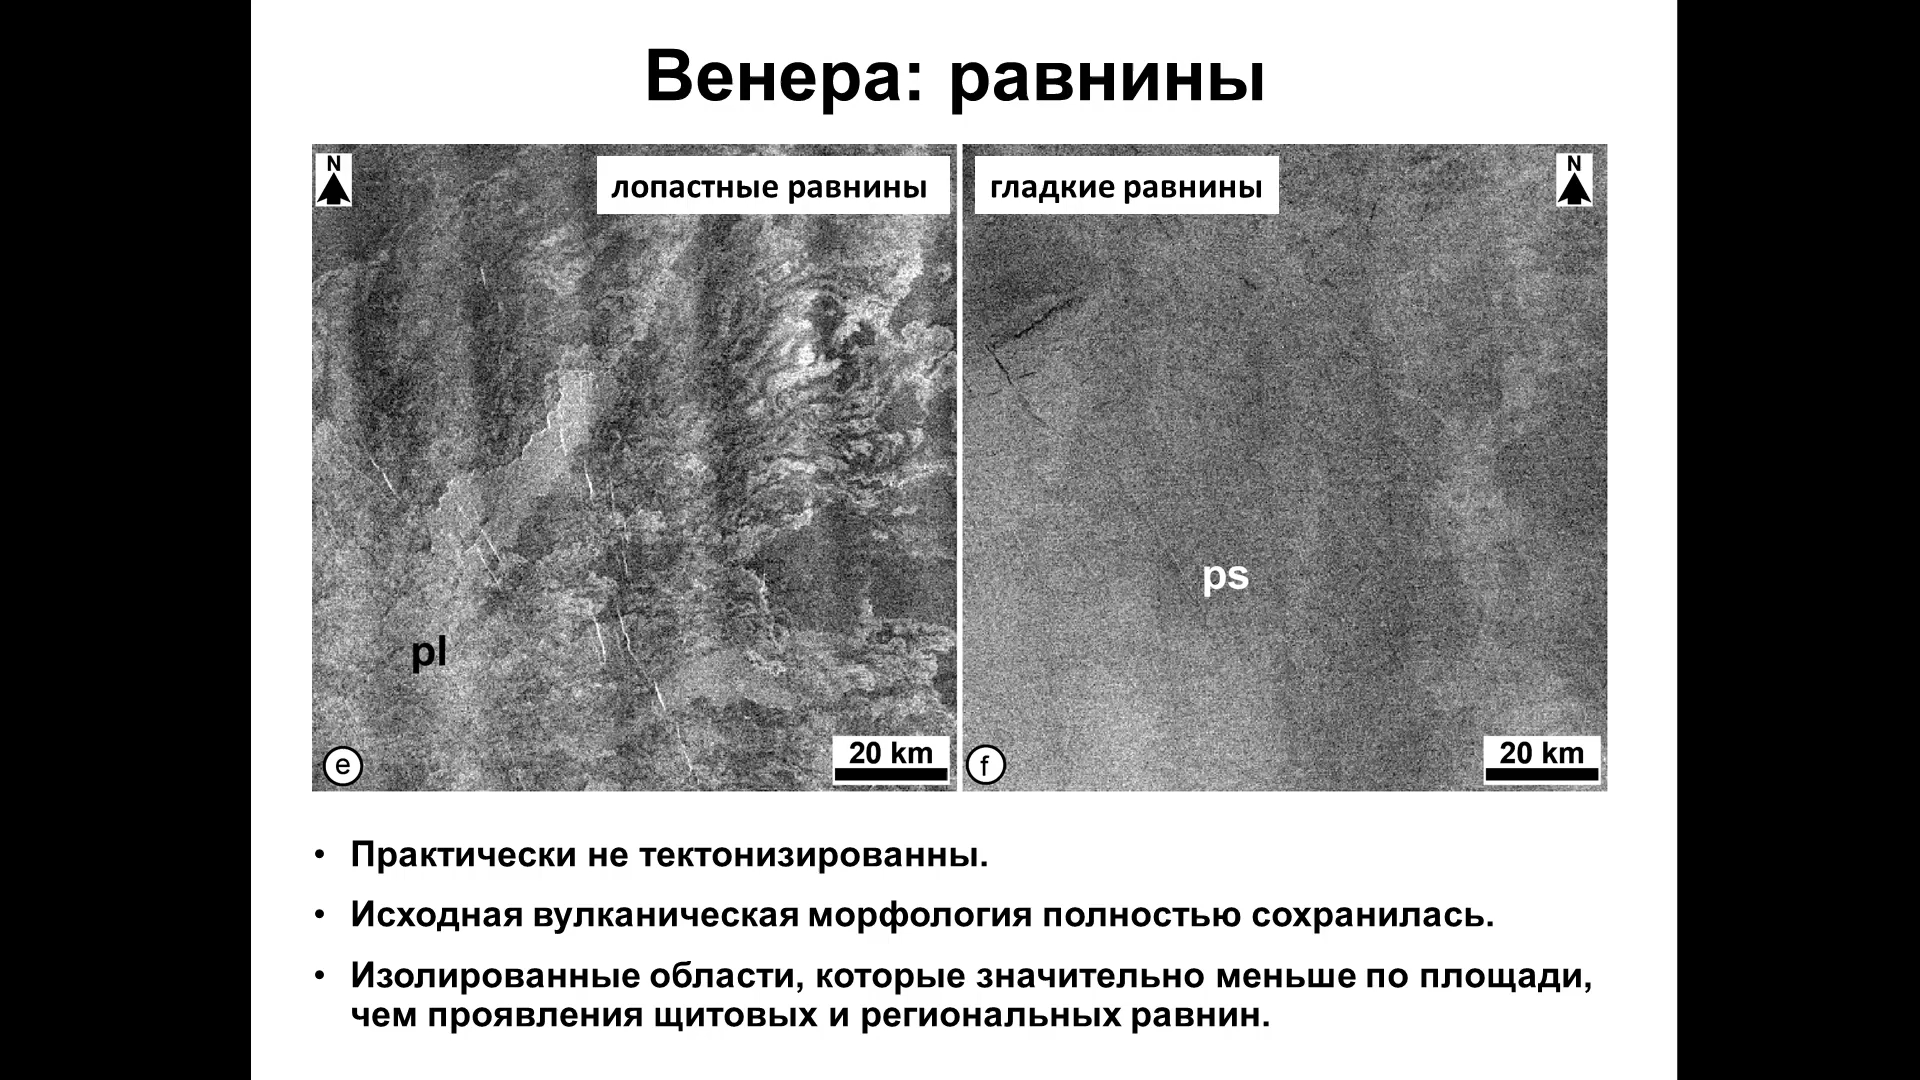 Венера: равнины
N
лопастные равнины
гладкие равнины
N
ps
pl
20 km
20 km
e
f
• Практически не тектонизированны.
• Исходная вулканическая морфология полностью сохранилась.
• Изолированные области, которые значительно меньше по площади,
чем проявления щитовых и региональных равнин.